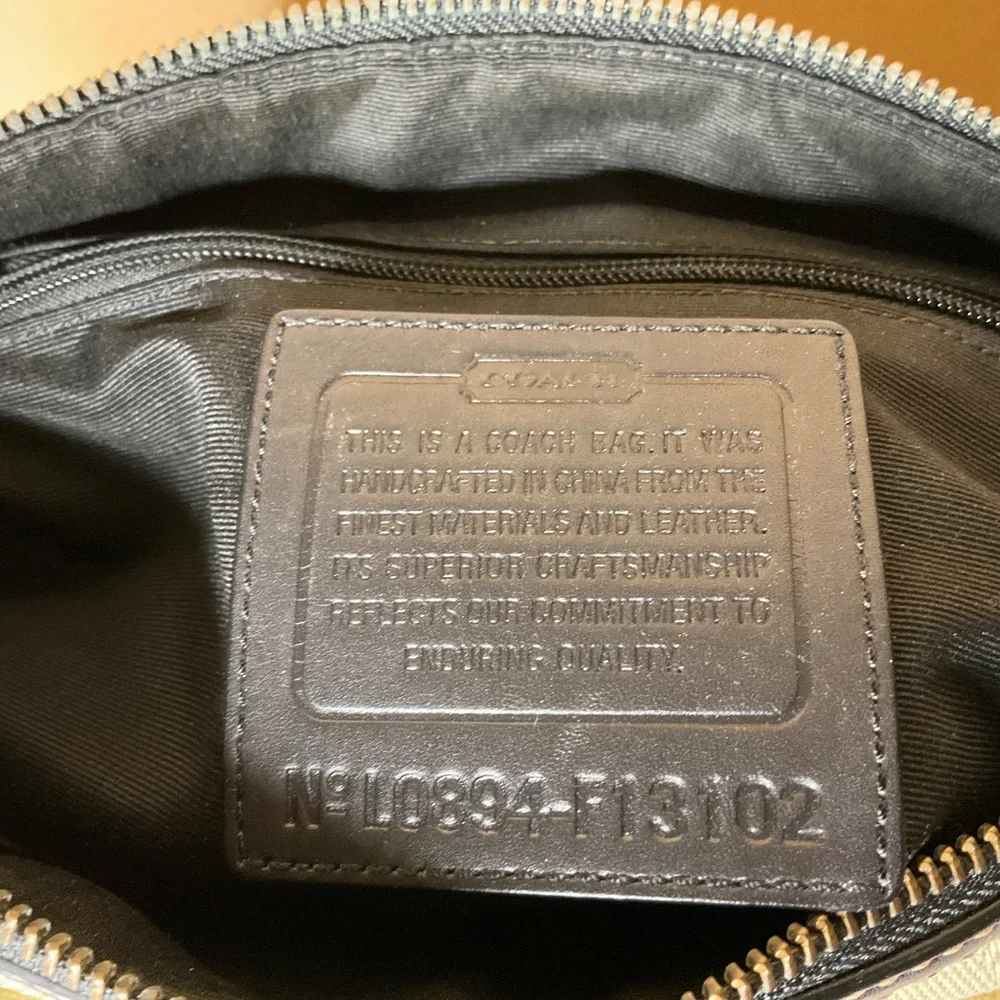 COACH
THIS IS A COACH BAG. IT WAS
HANDCRAFTED IN CHINA FROM THE
FINEST MATERIALS AND LEATHER.
ITS SUPERIOR CRAFTSMANSHIP
REFLECTS OUR COMMITMENT TO
ENDURING QUALITY.
Nº L0894-F13102